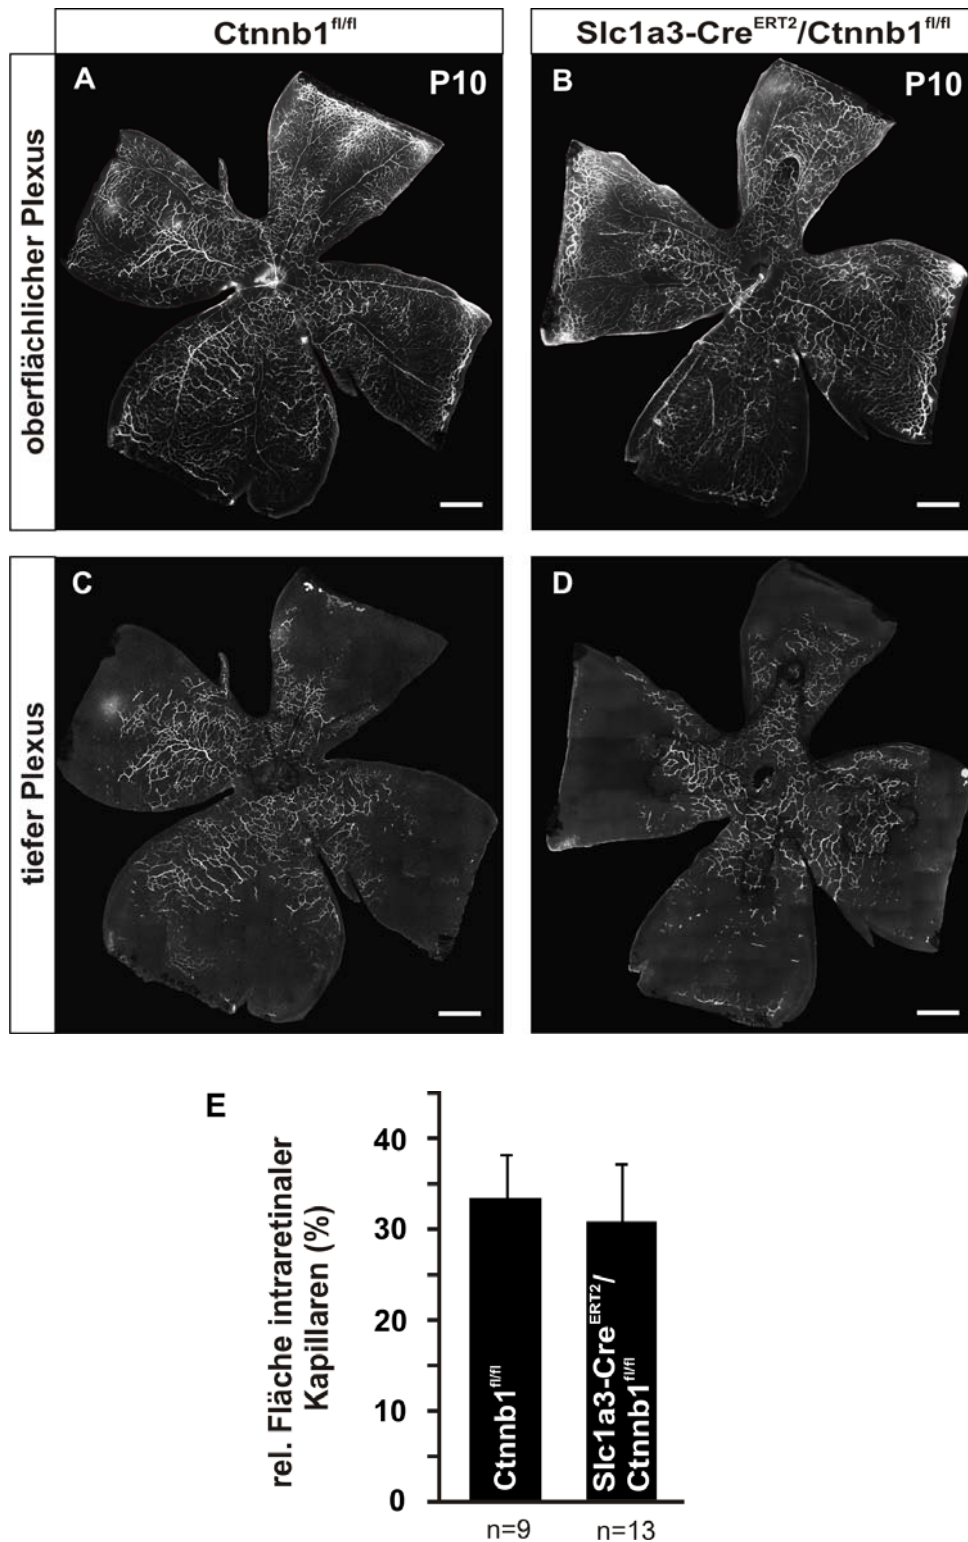 Ctnnb1fl/fl
Slc1a3-CreERT2/Ctnnb1fl/fl
oberflächlicher Plexus
A
P10
B
P10
tiefer Plexus
C
D
E
rel. Fläche intraretinaler
Kapillaren (%)
40
30
20
10
0
Ctnnb1fl/fl
Slc1a3-CreERT2/
Ctnnb1fl/fl
n=9
n=13